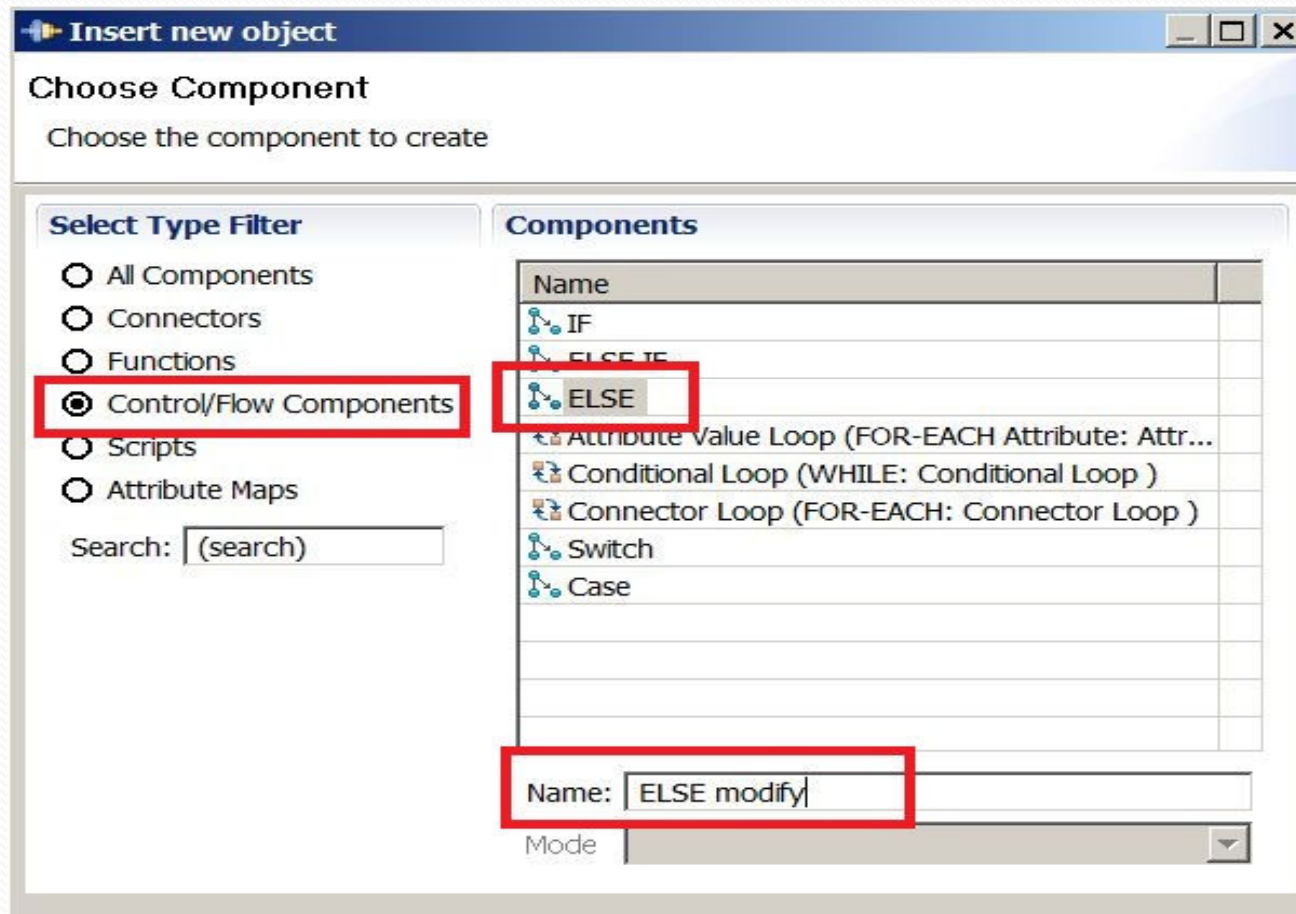 Insert new object
Choose Component
Choose the component to create
Select Type Filter
All Components
Connectors
Functions
Control/Flow Components
Scripts
Attribute Maps
Search: (search)
Components
Name
IF
ELSE IF
ELSE
Attribute Value Loop (FOR-EACH Attribute: Attr...
Conditional Loop (WHILE: Conditional Loop )
Connector Loop (FOR-EACH: Connector Loop )
Switch
Case
Name: ELSE modify
Mode